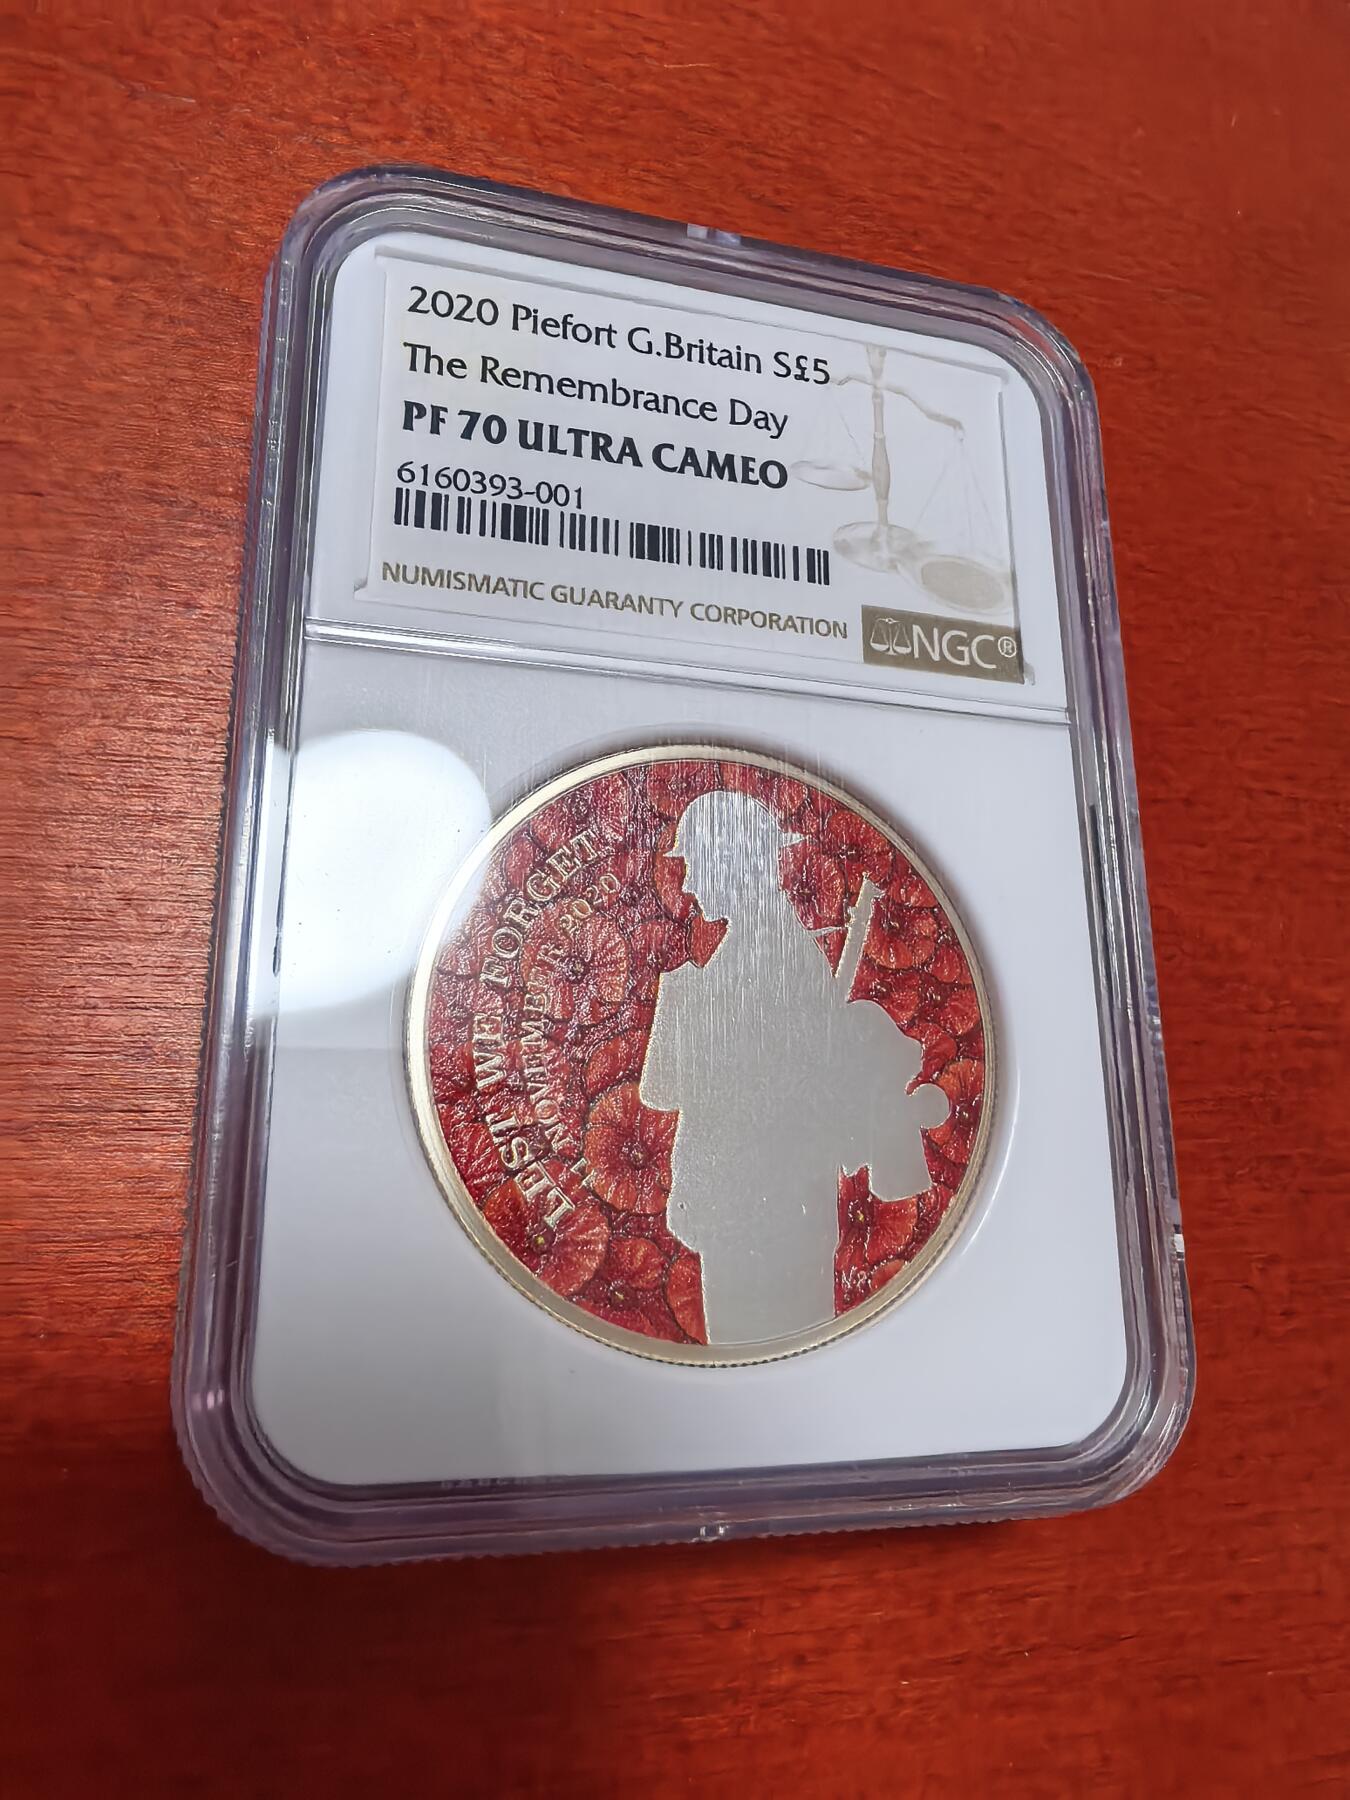 2020 Piefort G.Britain S£5
The Remembrance Day
PF 70 ULTRA CAMEO
6160393-001
NUMISMATIC GUARANTY CORPORATION
NGC®
LEST WE FORGET
11 NOVEMBER 2020